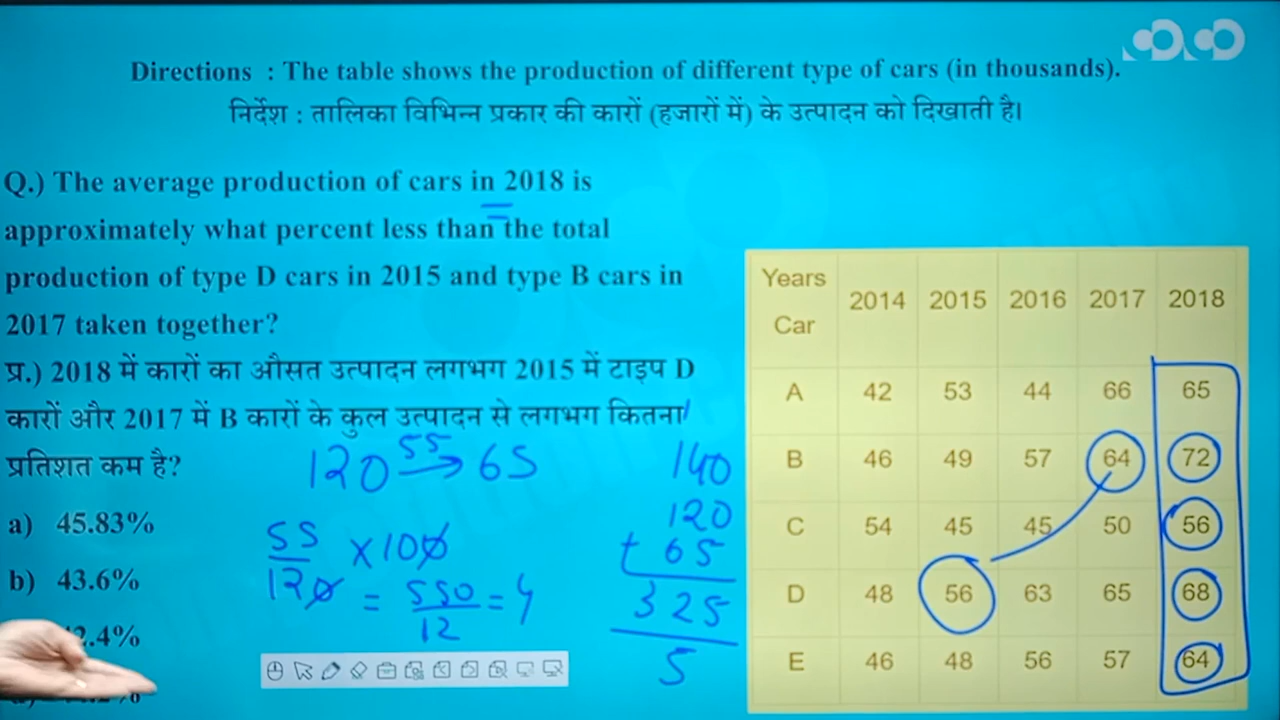 Directions : The table shows the production of different type of cars (in thousands).
निर्देश : तालिका विभिन्न प्रकार की कारों (हजारों में) के उत्पादन को दिखाती है।
Q.) The average production of cars in 2018 is
approximately what percent less than the total
production of type D cars in 2015 and type B cars in
2017 taken together?
प्र.) 2018 में कारों का औसत उत्पादन लगभग 2015 में टाइप D
कारों और 2017 में B कारों के कुल उत्पादन से लगभग कितना
प्रतिशत कम है?
a) 45.83%
b) 43.6%
2.4%
120 55 → 65
55/120 × 100
= 550/12 = 4
140
120
+ 65
325
5
Years
Car 2014 2015 2016 2017 2018
A 42 53 44 66 65
B 46 49 57 64 72
C 54 45 45 50 56
D 48 56 63 65 68
E 46 48 56 57 64